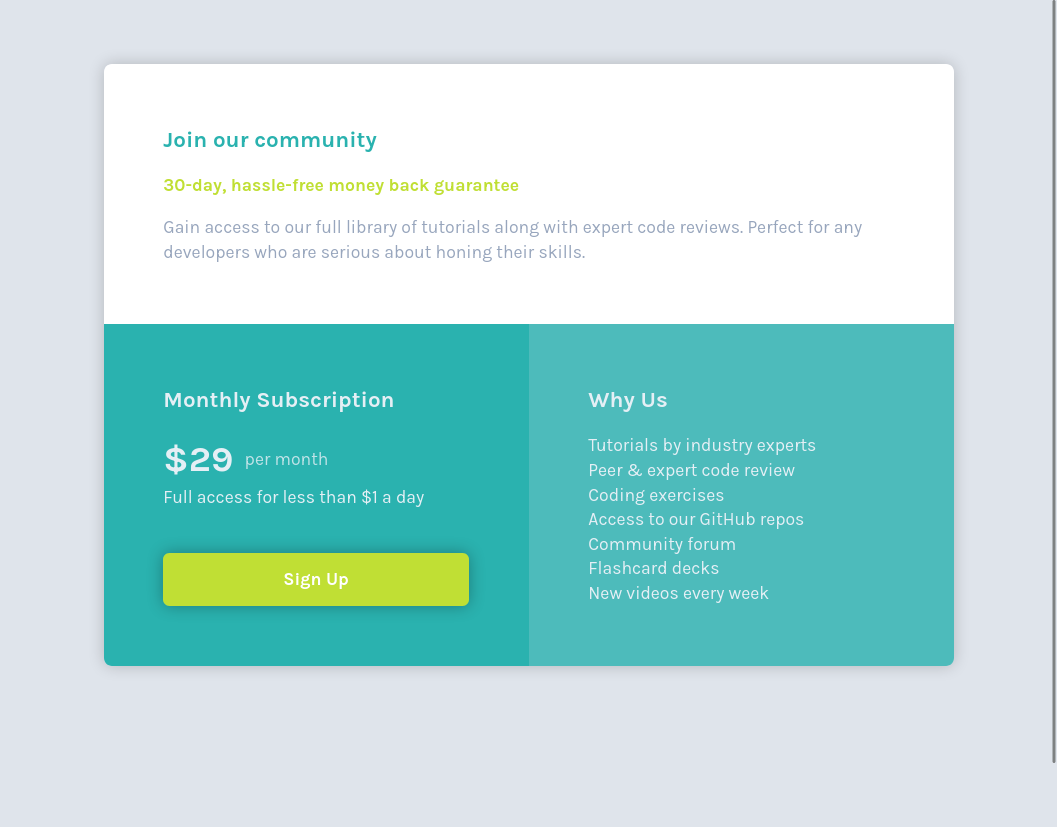 Join our community
30-day, hassle-free money back guarantee
Gain access to our full library of tutorials along with expert code reviews. Perfect for any
developers who are serious about honing their skills.
Monthly Subscription
$29 per month
Full access for less than $1 a day
Sign Up
Why Us
Tutorials by industry experts
Peer & expert code review
Coding exercises
Access to our GitHub repos
Community forum
Flashcard decks
New videos every week